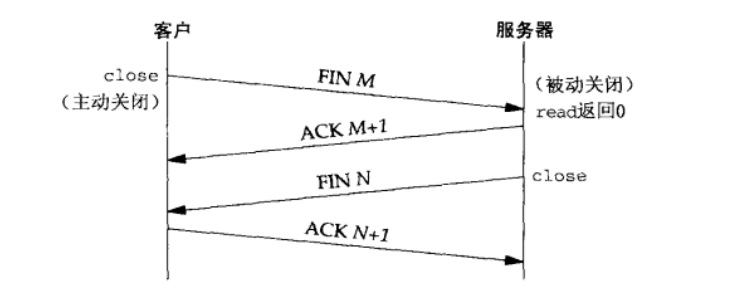 客户
服务器
close
（主动关闭）
FIN M
（被动关闭）
read返回0
ACK M+1
FIN N
close
ACK N+1